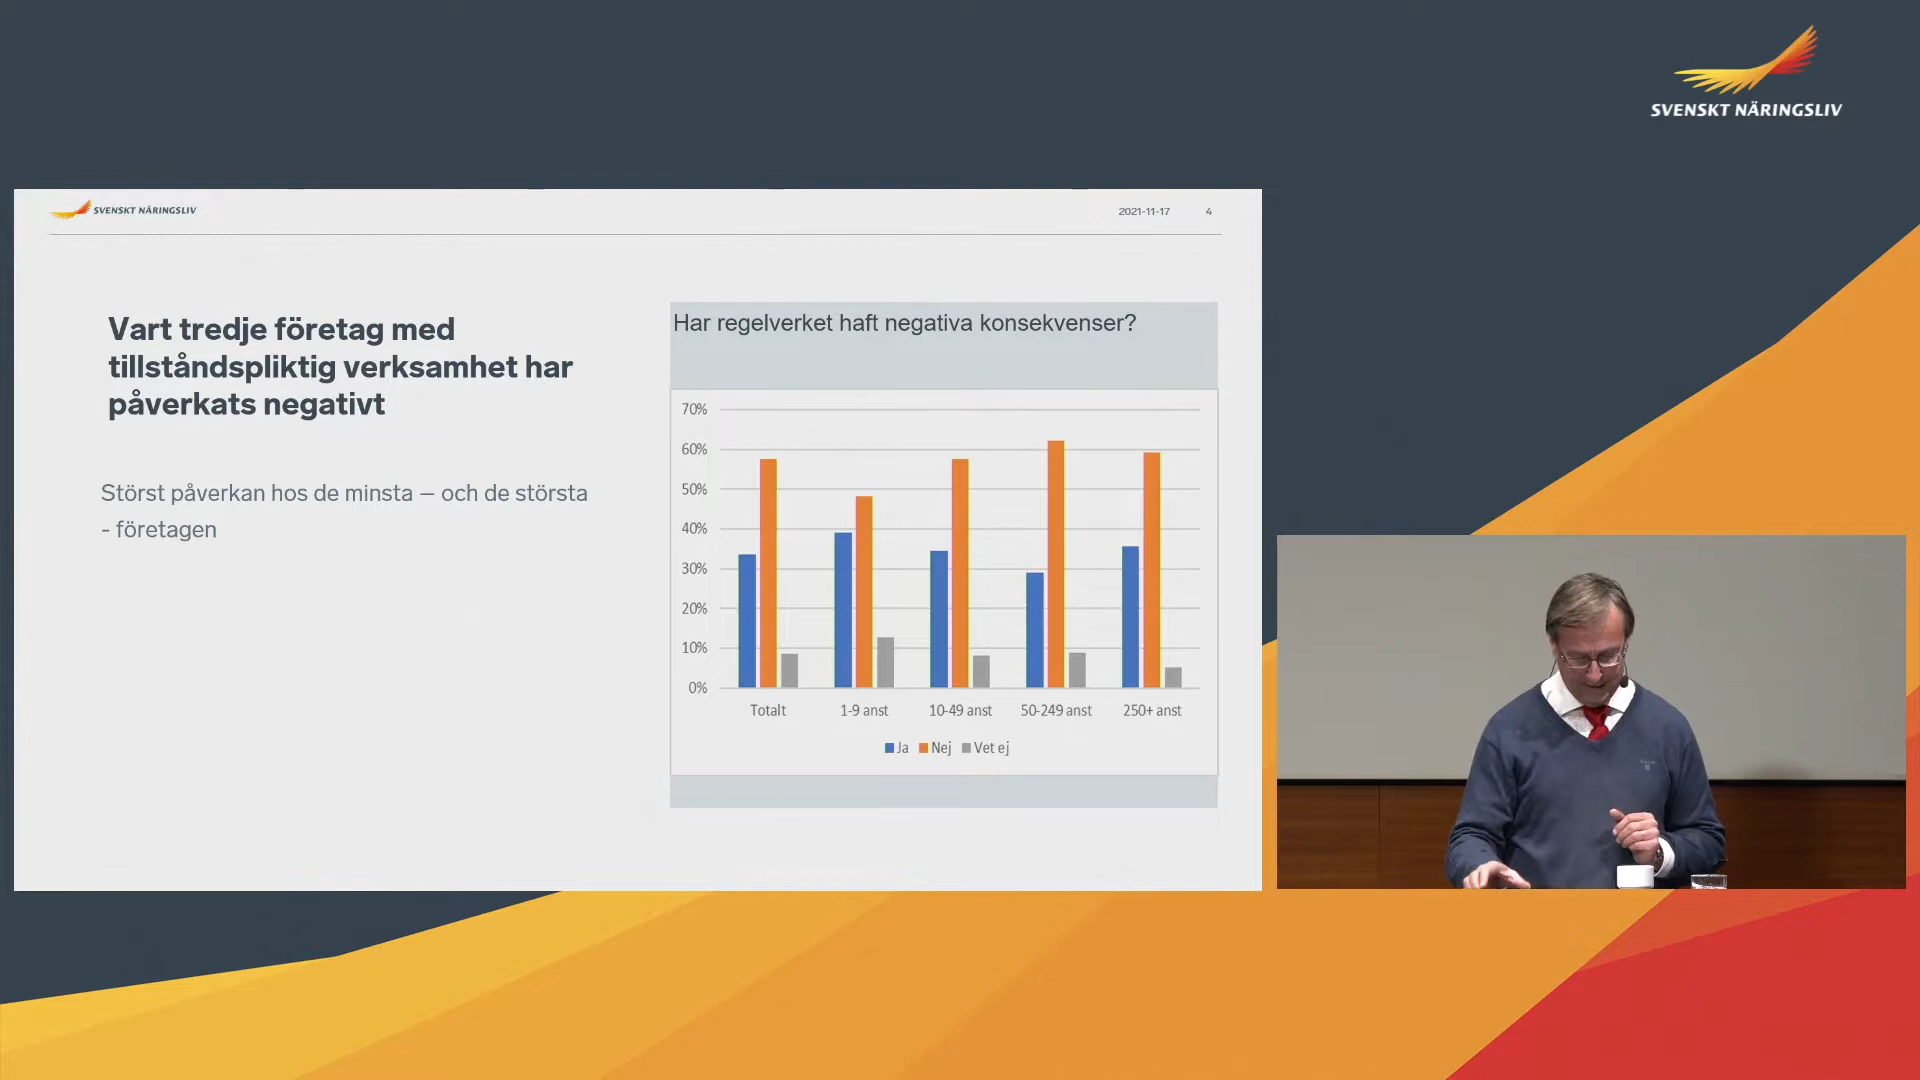 SVENSKT NÄRINGSLIV
SVENSKT NÄRINGSLIV
2021-11-17 4
Vart tredje företag med
tillståndspliktig verksamhet har
påverkats negativt
Störst påverkan hos de minsta – och de största
- företagen
Har regelverket haft negativa konsekvenser?
70%
60%
50%
40%
30%
20%
10%
0%
Totalt 1-9 anst 10-49 anst 50-249 anst 250+ anst
Ja Nej Vet ej